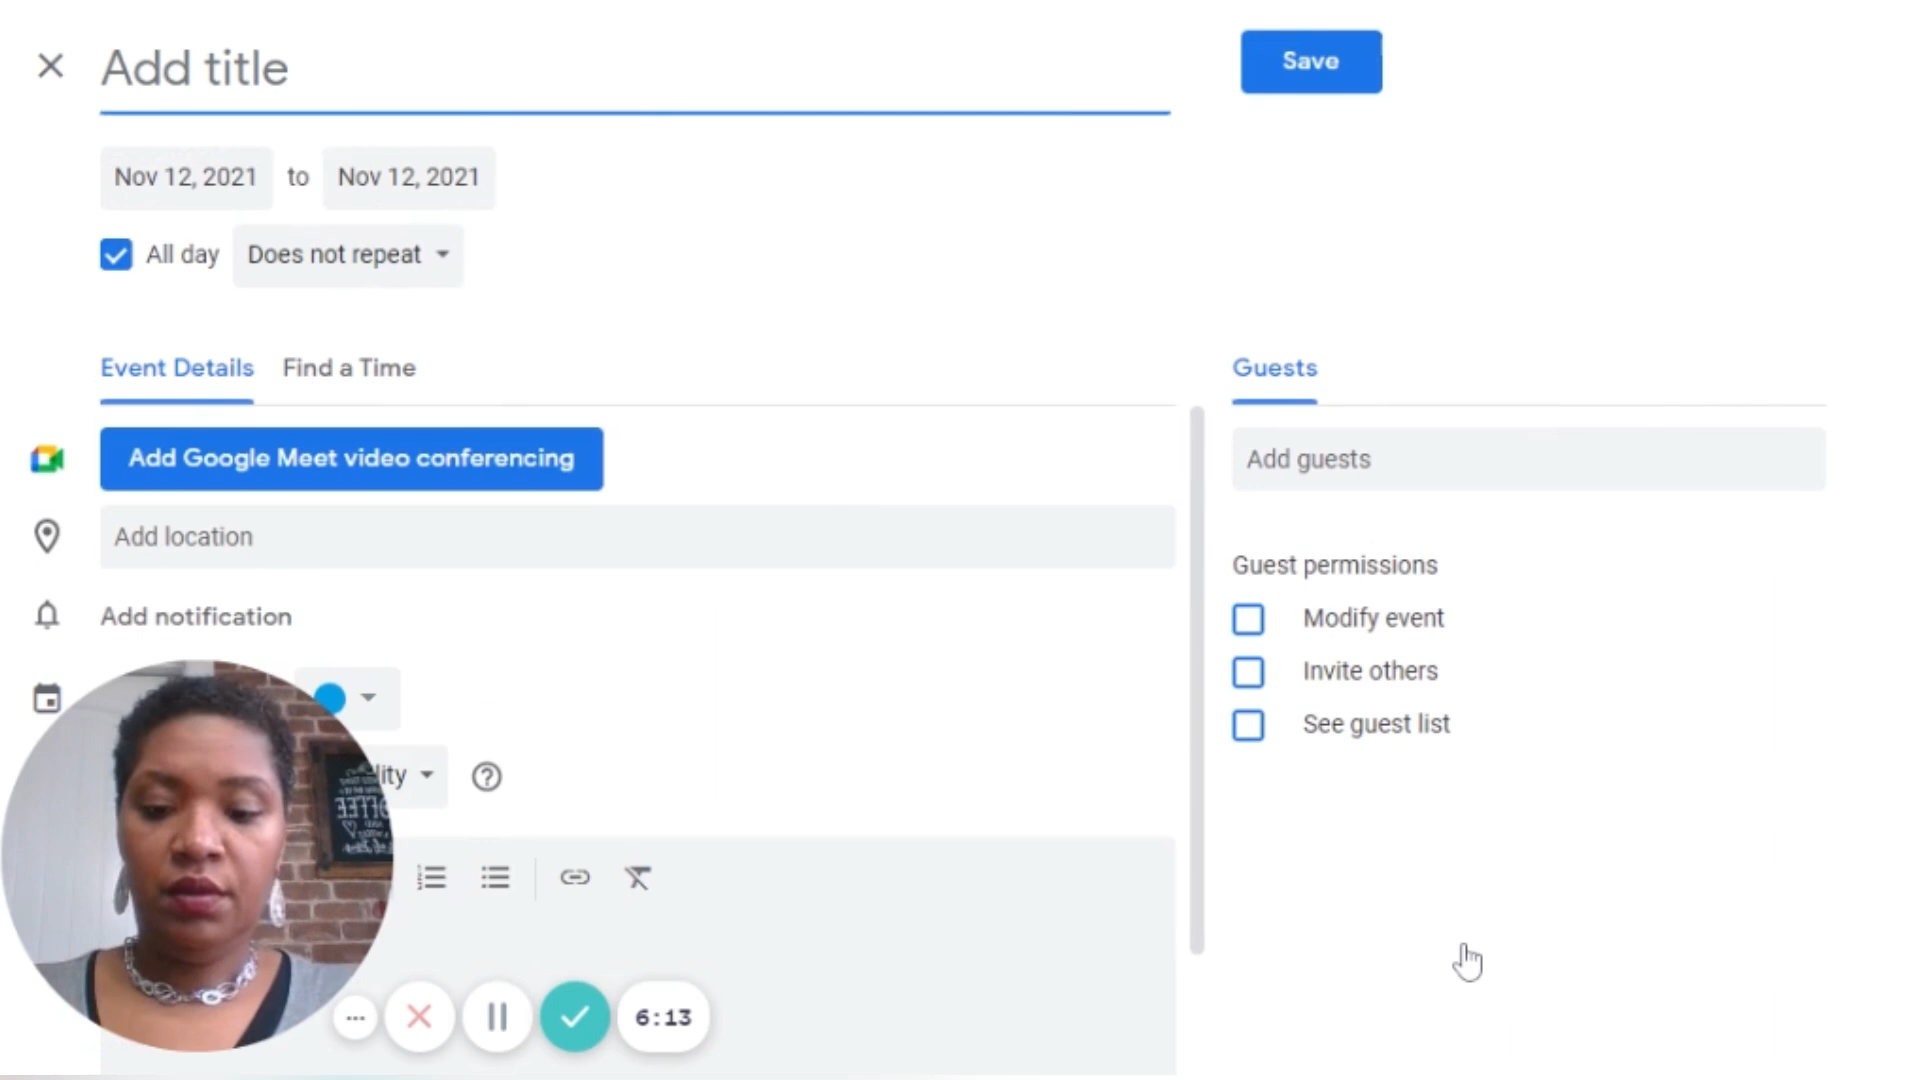 Add title
Save
Nov 12, 2021 to Nov 12, 2021
All day Does not repeat
Event Details Find a Time
Guests
Add Google Meet video conferencing
Add guests
Add location
Guest permissions
Add notification
Modify event
Invite others
See guest list
lity
6:13